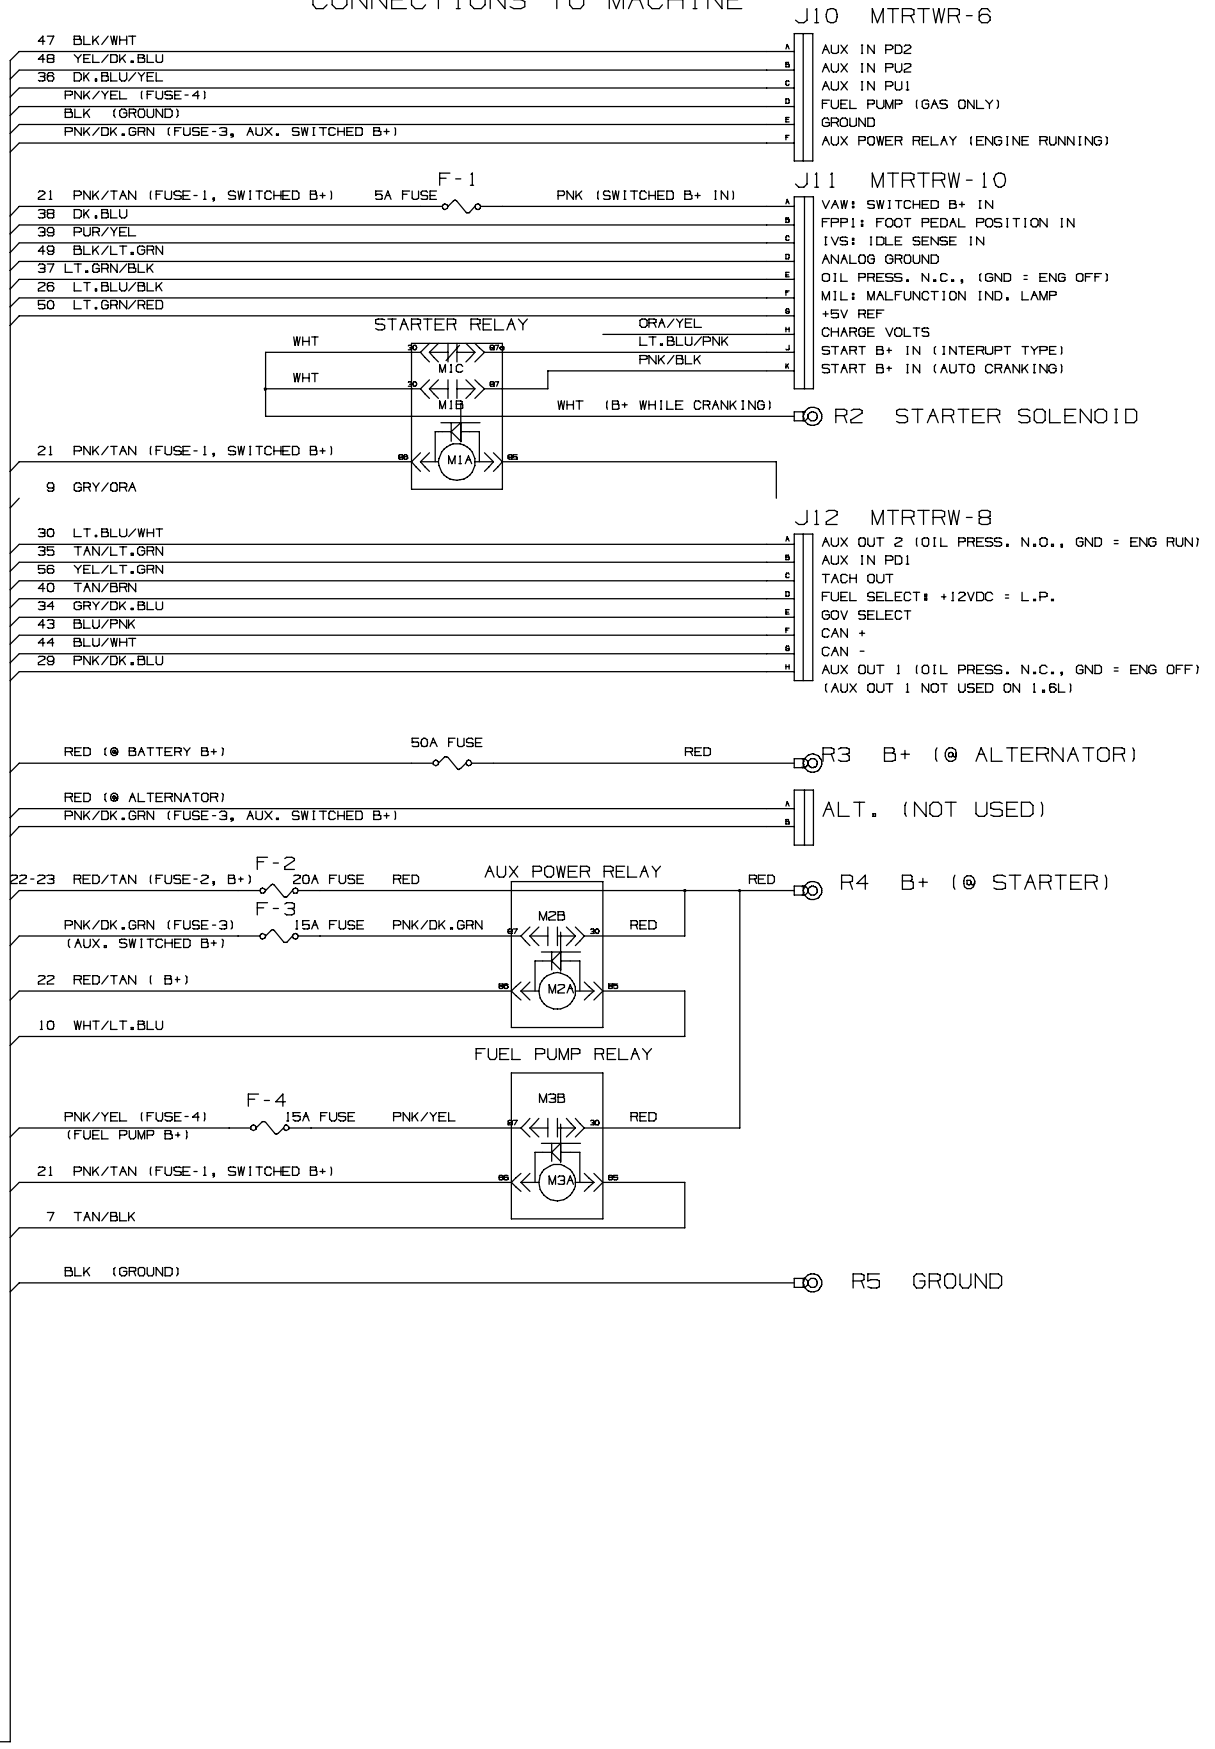 CONNECTIONS TO MACHINE
J10 MTRTWR-6
47 BLK/WHT
A AUX IN PD2
48 YEL/DK.BLU
B AUX IN PU2
36 DK.BLU/YEL
C AUX IN PU1
PNK/YEL (FUSE-4)
D FUEL PUMP (GAS ONLY)
BLK (GROUND)
E GROUND
PNK/DK.GRN (FUSE-3, AUX. SWITCHED B+)
F AUX POWER RELAY (ENGINE RUNNING)
J11 MTRTRW-10
F-1
21 PNK/TAN (FUSE-1, SWITCHED B+) 5A FUSE PNK (SWITCHED B+ IN)
A VAW: SWITCHED B+ IN
38 DK.BLU
B FPP1: FOOT PEDAL POSITION IN
39 PUR/YEL
C IVS: IDLE SENSE IN
49 BLK/LT.GRN
D ANALOG GROUND
37 LT.GRN/BLK
E OIL PRESS. N.C., (GND = ENG OFF)
26 LT.BLU/BLK
F MIL: MALFUNCTION IND. LAMP
50 LT.GRN/RED
G +5V REF
STARTER RELAY
ORA/YEL
H CHARGE VOLTS
WHT 30 87a LT.BLU/PNK
J START B+ IN (INTERUPT TYPE)
M1C
PNK/BLK
K START B+ IN (AUTO CRANKING)
WHT 30 87
M1B
WHT (B+ WHILE CRANKING) R2 STARTER SOLENOID
21 PNK/TAN (FUSE-1, SWITCHED B+) 86 M1A 85
9 GRY/ORA
J12 MTRTRW-8
30 LT.BLU/WHT
A AUX OUT 2 (OIL PRESS. N.O., GND = ENG RUN)
35 TAN/LT.GRN
B AUX IN PD1
56 YEL/LT.GRN
C TACH OUT
40 TAN/BRN
D FUEL SELECT: +12VDC = L.P.
34 GRY/DK.BLU
E GOV SELECT
43 BLU/PNK
F CAN +
44 BLU/WHT
G CAN -
29 PNK/DK.BLU
H AUX OUT 1 (OIL PRESS. N.C., GND = ENG OFF)
(AUX OUT 1 NOT USED ON 1.6L)
RED (@ BATTERY B+) 50A FUSE RED R3 B+ (@ ALTERNATOR)
RED (@ ALTERNATOR)
A
PNK/DK.GRN (FUSE-3, AUX. SWITCHED B+)
B
ALT. (NOT USED)
F-2
AUX POWER RELAY
22-23 RED/TAN (FUSE-2, B+) 20A FUSE RED RED R4 B+ (@ STARTER)
F-3
M2B
PNK/DK.GRN (FUSE-3) 15A FUSE PNK/DK.GRN 87 30 RED
(AUX. SWITCHED B+)
22 RED/TAN ( B+) 86 M2A 85
10 WHT/LT.BLU
FUEL PUMP RELAY
F-4
M3B
PNK/YEL (FUSE-4) 15A FUSE PNK/YEL 87 30 RED
(FUEL PUMP B+)
21 PNK/TAN (FUSE-1, SWITCHED B+) 86 M3A 85
7 TAN/BLK
BLK (GROUND) R5 GROUND